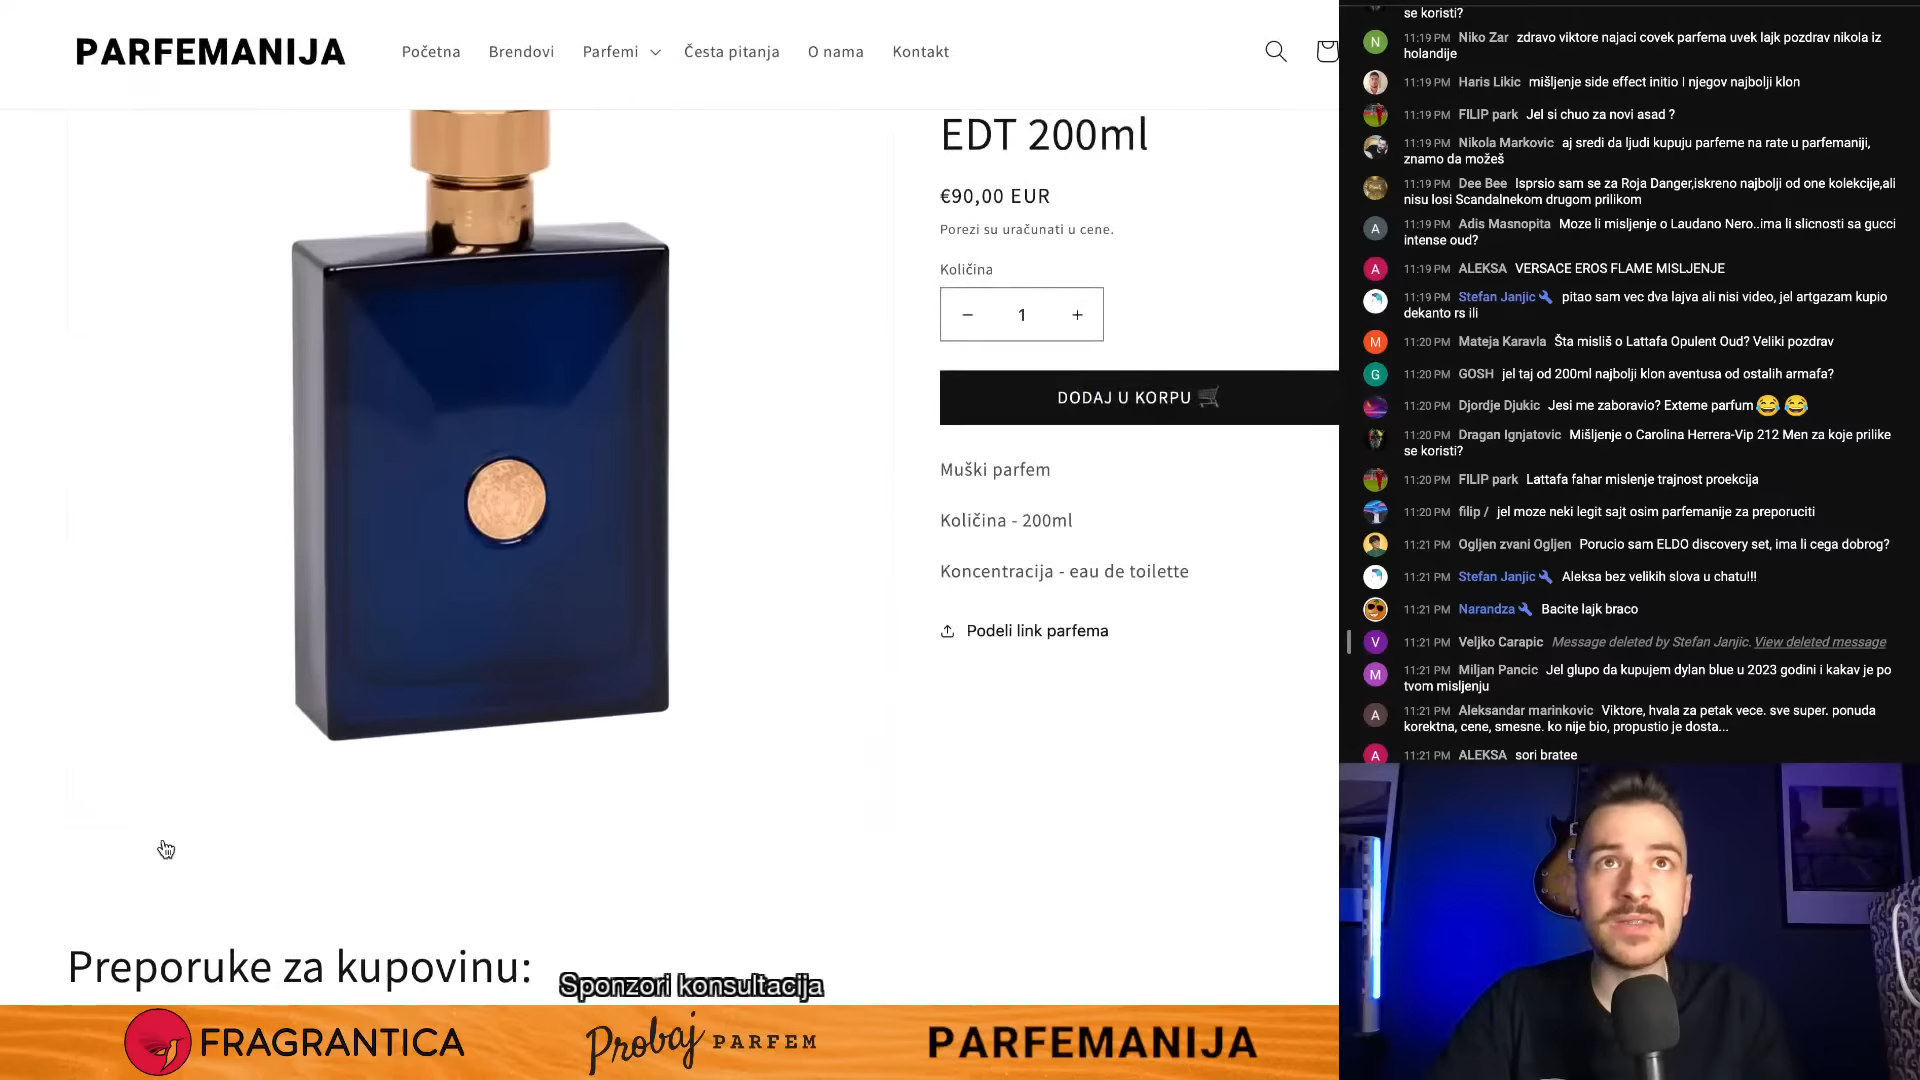 PARFEMANIJA
Početna
Brendovi
Parfemi
Česta pitanja
O nama
Kontakt
EDT 200ml
€90,00 EUR
Porezi su uračunati u cene.
Količina
− 1 +
DODAJ U KORPU
Muški parfem
Količina - 200ml
Koncentracija - eau de toilette
Podeli link parfema
Preporuke za kupovinu:
Sponzori konsultacija
FRAGRANTICA
Probaj PARFEM
PARFEMANIJA
se koristi?
N 11:19 PM Niko Zar zdravo viktore najaci covek parfema uvek lajk pozdrav nikola iz
holandije
11:19 PM Haris Likic mišljenje side effect initio I njegov najbolji klon
11:19 PM FILIP park Jel si chuo za novi asad ?
11:19 PM Nikola Markovic aj sredi da ljudi kupuju parfeme na rate u parfemaniji,
znamo da možeš
11:19 PM Dee Bee Isprsio sam se za Roja Danger,iskreno najbolji od one kolekcije,ali
nisu losi Scandalnekom drugom prilikom
A 11:19 PM Adis Masnopita Moze li misljenje o Laudano Nero..ima li slicnosti sa gucci
intense oud?
A 11:19 PM ALEKSA VERSACE EROS FLAME MISLJENJE
11:19 PM Stefan Janjic pitao sam vec dva lajva ali nisi video, jel artgazam kupio
dekanto rs ili
M 11:20 PM Mateja Karavla Šta misliš o Lattafa Opulent Oud? Veliki pozdrav
G 11:20 PM GOSH jel taj od 200ml najbolji klon aventusa od ostalih armafa?
11:20 PM Djordje Djukic Jesi me zaboravio? Exteme parfum 😂 😂
11:20 PM Dragan Ignjatovic Mišljenje o Carolina Herrera-Vip 212 Men za koje prilike
se koristi?
11:20 PM FILIP park Lattafa fahar mislenje trajnost proekcija
11:20 PM filip / jel moze neki legit sajt osim parfemanije za preporuciti
11:21 PM Ogljen zvani Ogljen Porucio sam ELDO discovery set, ima li cega dobrog?
11:21 PM Stefan Janjic Aleksa bez velikih slova u chatu!!!
11:21 PM Narandza Bacite lajk braco
V 11:21 PM Veljko Carapic Message deleted by Stefan Janjic. View deleted message
M 11:21 PM Miljan Pancic Jel glupo da kupujem dylan blue u 2023 godini i kakav je po
tvom misljenju
A 11:21 PM Aleksandar marinkovic Viktore, hvala za petak vece. sve super. ponuda
korektna, cene, smesne. ko nije bio, propustio je dosta...
A 11:21 PM ALEKSA sori bratee